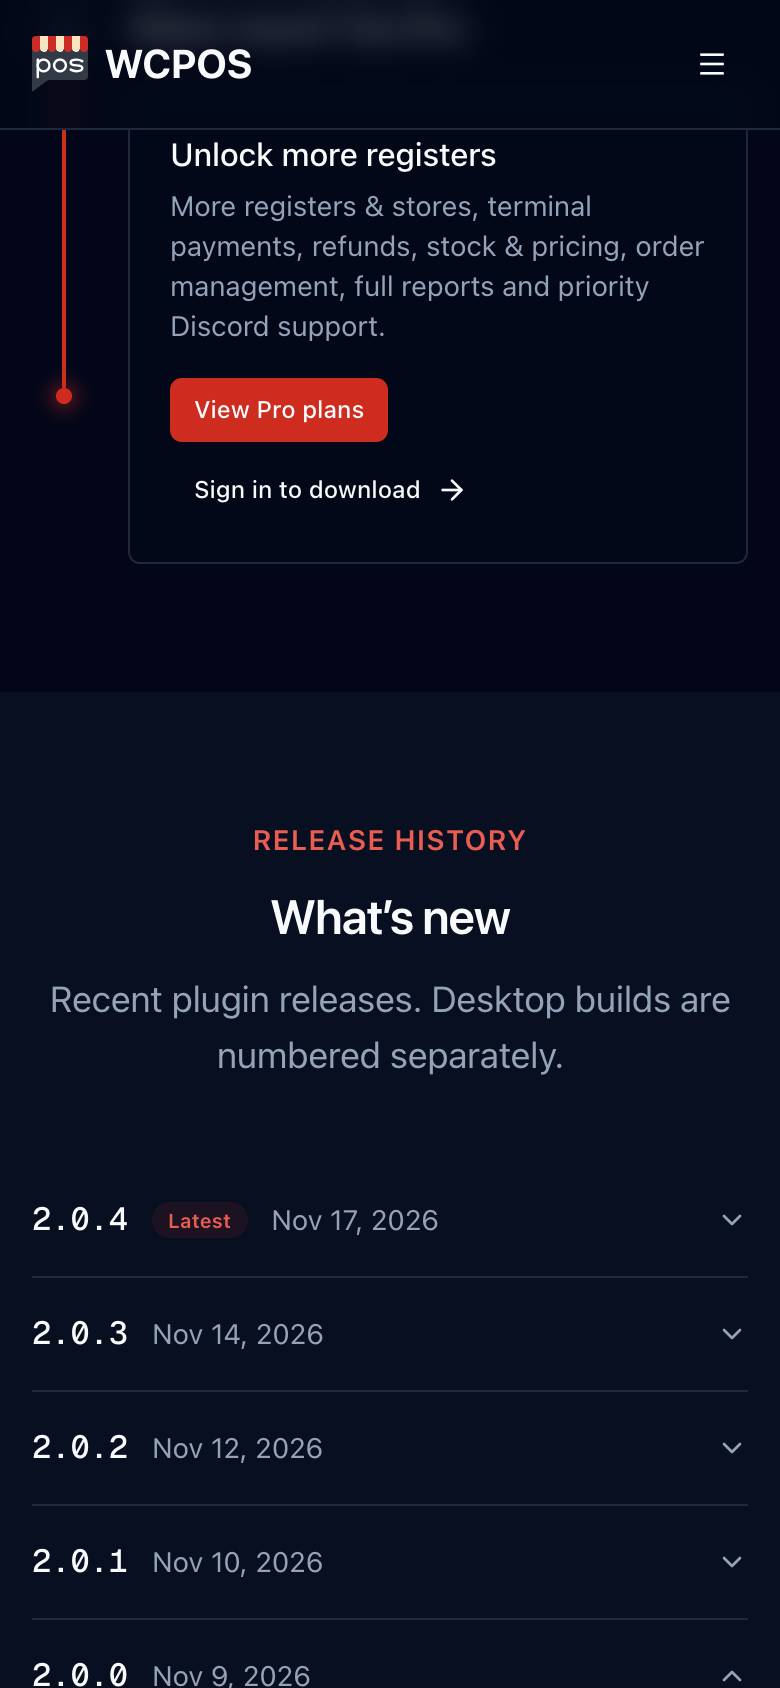 pos WCPOS
Unlock more registers
More registers & stores, terminal
payments, refunds, stock & pricing, order
management, full reports and priority
Discord support.
View Pro plans
Sign in to download
RELEASE HISTORY
What’s new
Recent plugin releases. Desktop builds are
numbered separately.
2.0.4 Latest Nov 17, 2026
2.0.3 Nov 14, 2026
2.0.2 Nov 12, 2026
2.0.1 Nov 10, 2026
2.0.0 Nov 9, 2026